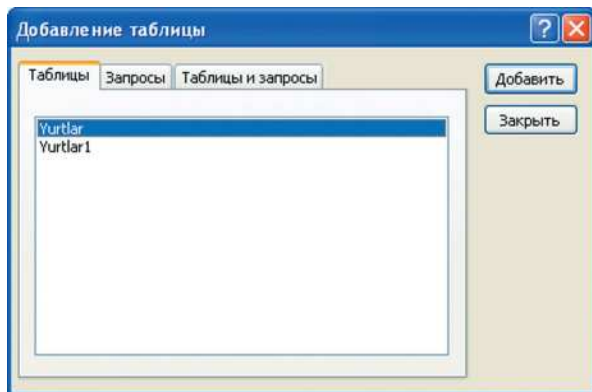 Добавление таблицы
Таблицы Запросы Таблицы и запросы
Добавить
Закрыть
Yurtlar
Yurtlar1